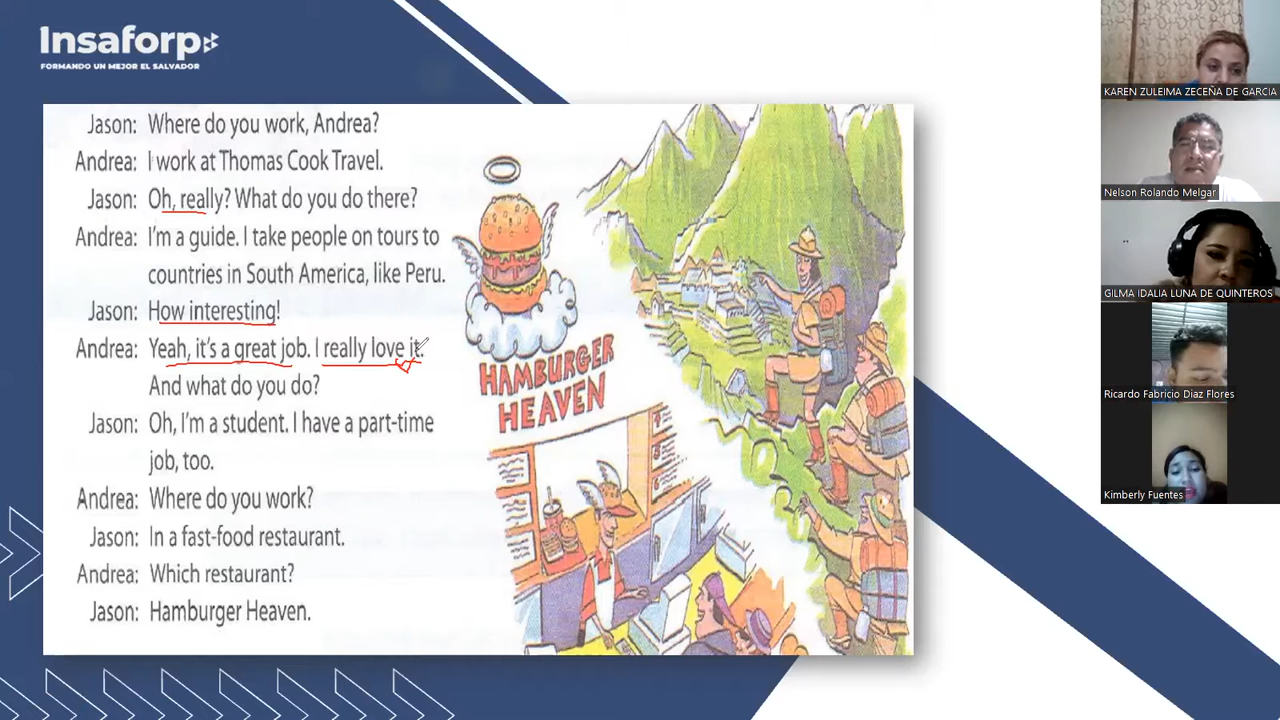 Insaforp
FORMANDO UN MEJOR EL SALVADOR
Jason: Where do you work, Andrea?
Andrea: I work at Thomas Cook Travel.
Jason: Oh, really? What do you do there?
Andrea: I'm a guide. I take people on tours to
countries in South America, like Peru.
Jason: How interesting!
Andrea: Yeah, it's a great job. I really love it.
And what do you do?
Jason: Oh, I'm a student. I have a part-time
job, too.
Andrea: Where do you work?
Jason: In a fast-food restaurant.
Andrea: Which restaurant?
Jason: Hamburger Heaven.
HAMBURGER
HEAVEN
KAREN ZULEIMA ZECEÑA DE GARCIA
Nelson Rolando Melgar
GILMA IDALIA LUNA DE QUINTEROS
Ricardo Fabricio Diaz Flores
Kimberly Fuentes